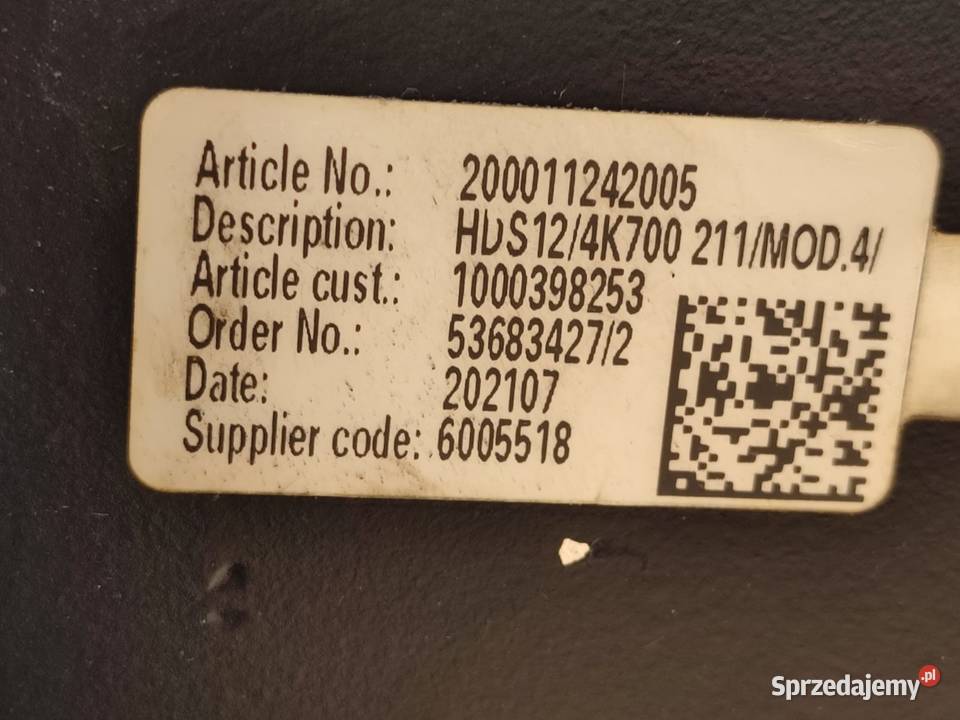 Article No.: 200011242005
Description: HDS12/4K700 211/MOD.4/
Article cust.: 1000398253
Order No.: 53683427/2
Date: 202107
Supplier code: 6005518
Sprzedajemy.pl